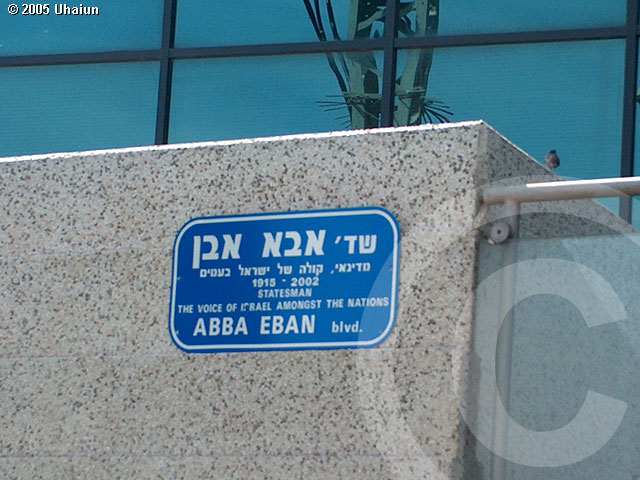 © 2005 Uhaiun
שד' אבא אבן
מדינאי, קולה של ישראל בעמים
1915 - 2002
STATESMAN
THE VOICE OF ISRAEL AMONGST THE NATIONS
ABBA EBAN blvd.
C